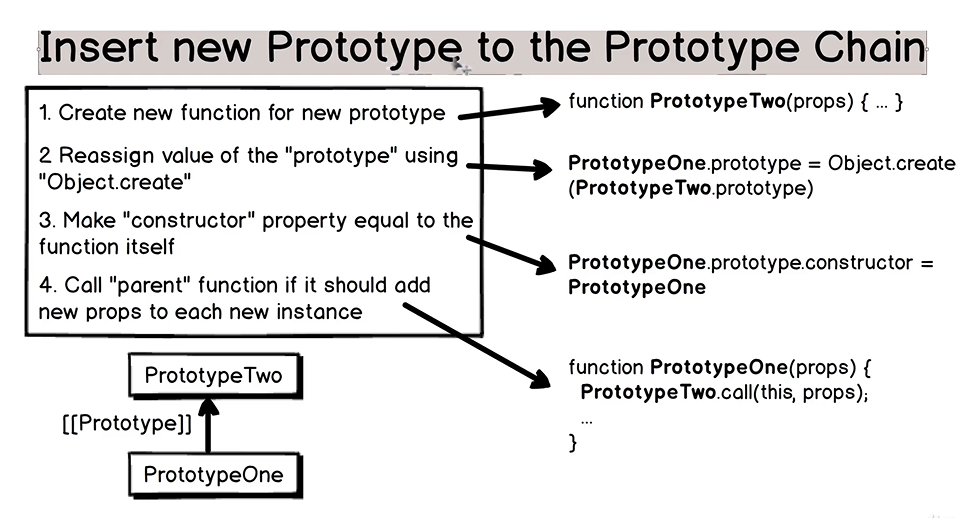 Insert new Prototype to the Prototype Chain
1. Create new function for new prototype
2. Reassign value of the "prototype" using
"Object.create"
3. Make "constructor" property equal to the
function itself
4. Call "parent" function if it should add
new props to each new instance
function PrototypeTwo(props) { ... }
PrototypeOne.prototype = Object.create
(PrototypeTwo.prototype)
PrototypeOne.prototype.constructor =
PrototypeOne
function PrototypeOne(props) {
PrototypeTwo.call(this, props);
...
}
PrototypeTwo
[[Prototype]]
PrototypeOne